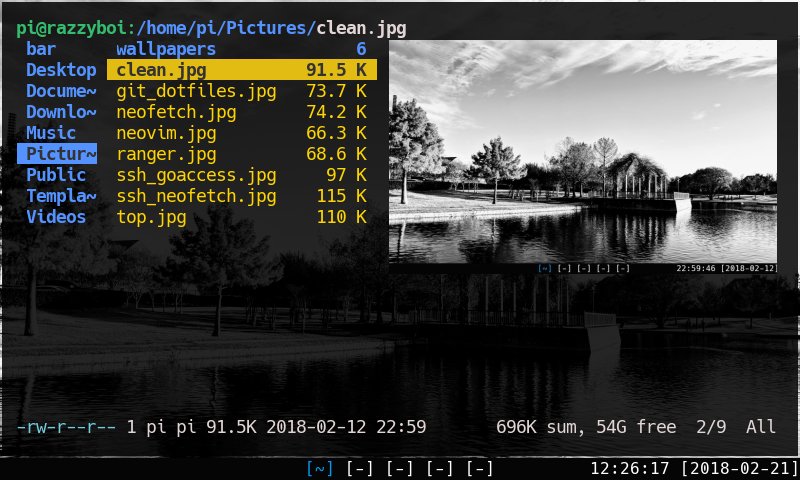 pi@razzyboi:/home/pi/Pictures/clean.jpg
bar wallpapers 6
Desktop clean.jpg 91.5 K
Docume~ git_dotfiles.jpg 73.7 K
Downlo~ neofetch.jpg 74.2 K
Music neovim.jpg 66.3 K
Pictur~ ranger.jpg 68.6 K
Public ssh_goaccess.jpg 97 K
Templa~ ssh_neofetch.jpg 115 K
Videos top.jpg 110 K
[~] [-] [-] [-] [-] 22:59:46 [2018-02-12]
-rw-r--r-- 1 pi pi 91.5K 2018-02-12 22:59 696K sum, 54G free 2/9 All
[~] [-] [-] [-] [-] 12:26:17 [2018-02-21]